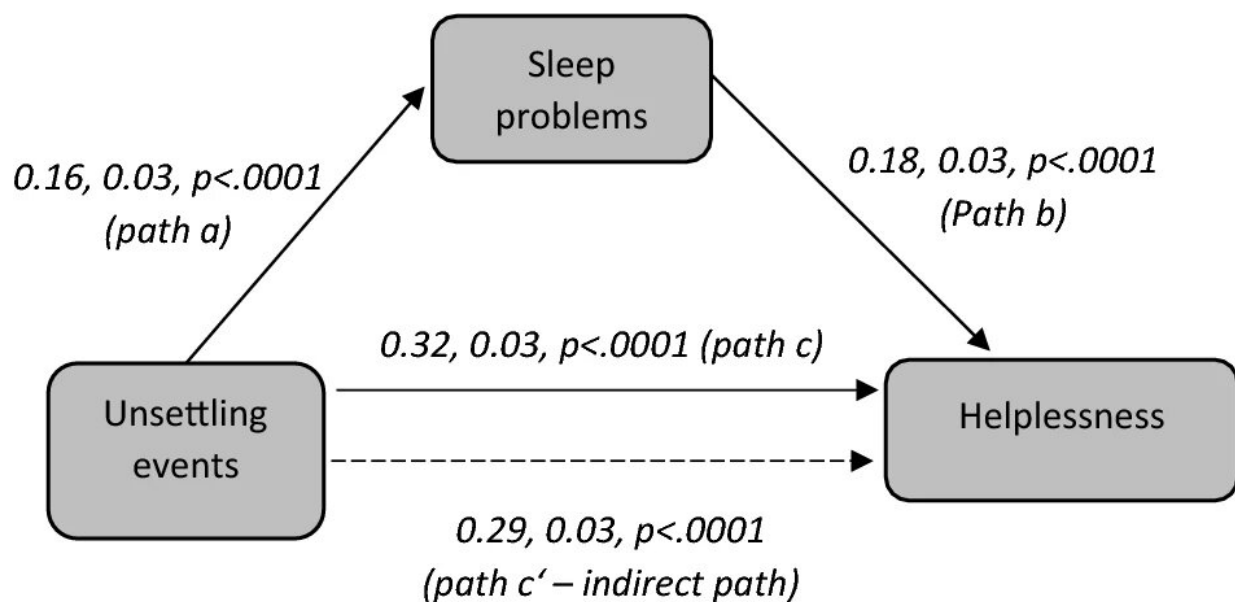 Sleep
problems
0.16, 0.03, p<.0001
(path a)
0.18, 0.03, p<.0001
(Path b)
0.32, 0.03, p<.0001 (path c)
Unsettling
events
Helplessness
0.29, 0.03, p<.0001
(path c‘ – indirect path)